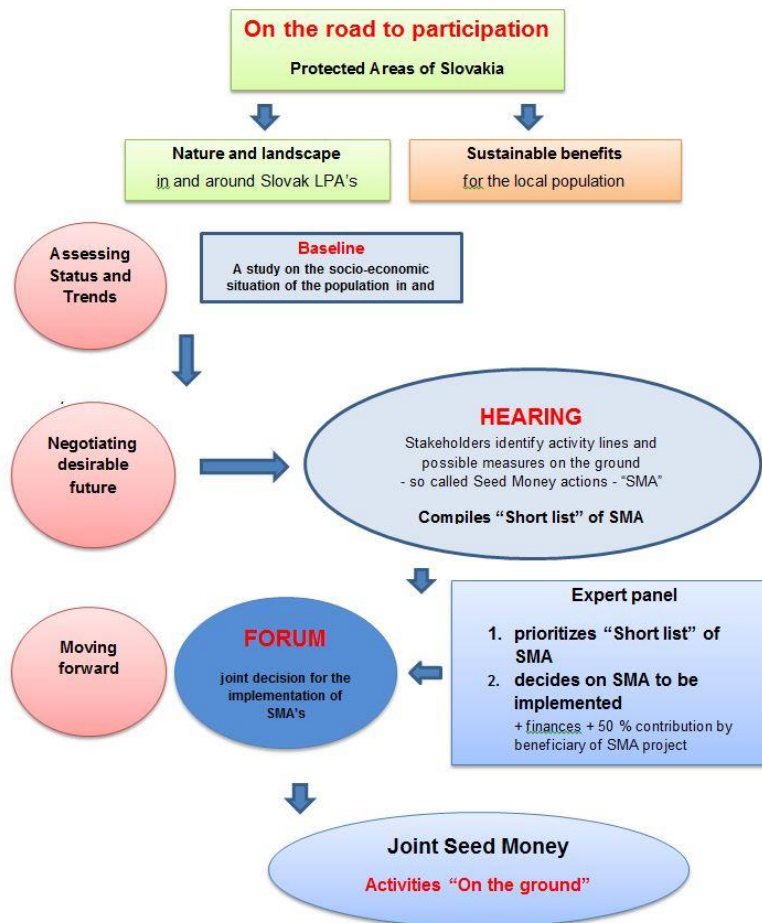 On the road to participation
Protected Areas of Slovakia
Nature and landscape
in and around Slovak LPA's
Sustainable benefits
for the local population
Assessing
Status and
Trends
Baseline
A study on the socio-economic
situation of the population in and
.
Negotiating
desirable
future
HEARING
Stakeholders identify activity lines and
possible measures on the ground
- so called Seed Money actions - “SMA”
Compiles “Short list” of SMA
Moving
forward
FORUM
joint decision for the
implementation of
SMA's
Expert panel
1. prioritizes “Short list” of
SMA
2. decides on SMA to be
implemented
+ finances + 50 % contribution by
beneficiary of SMA project
Joint Seed Money
Activities “On the ground”